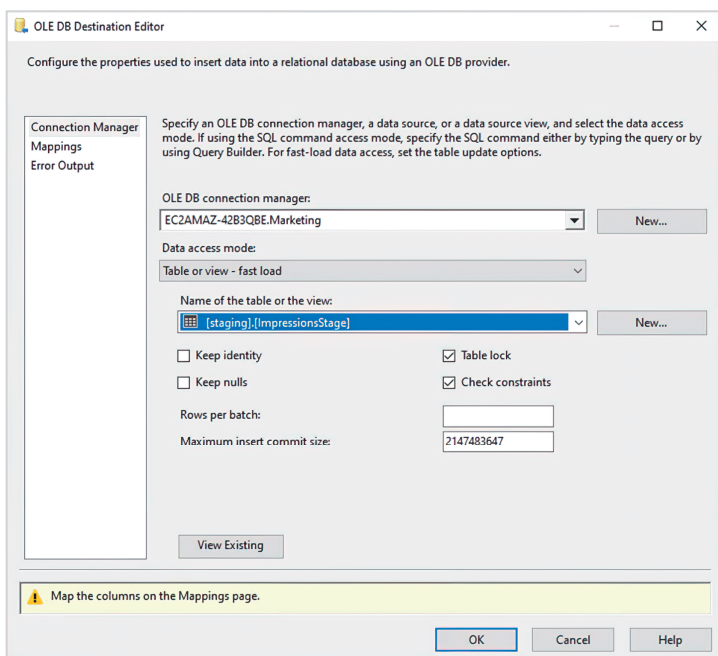 OLE DB Destination Editor
Configure the properties used to insert data into a relational database using an OLE DB provider.
Connection Manager
Mappings
Error Output
Specify an OLE DB connection manager, a data source, or a data source view, and select the data access
mode. If using the SQL command access mode, specify the SQL command either by typing the query or by
using Query Builder. For fast-load data access, set the table update options.
OLE DB connection manager:
EC2AMAZ-42B3QBE.Marketing
New...
Data access mode:
Table or view - fast load
Name of the table or the view:
[staging].[ImpressionsStage]
New...
Keep identity
Table lock
Keep nulls
Check constraints
Rows per batch:
Maximum insert commit size:
2147483647
View Existing
Map the columns on the Mappings page.
OK
Cancel
Help